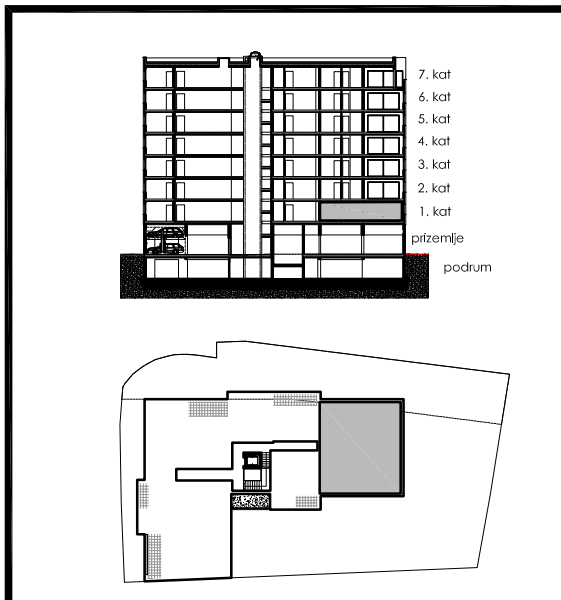 7. kat
6. kat
5. kat
4. kat
3. kat
2. kat
1. kat
prizemlje
podrum